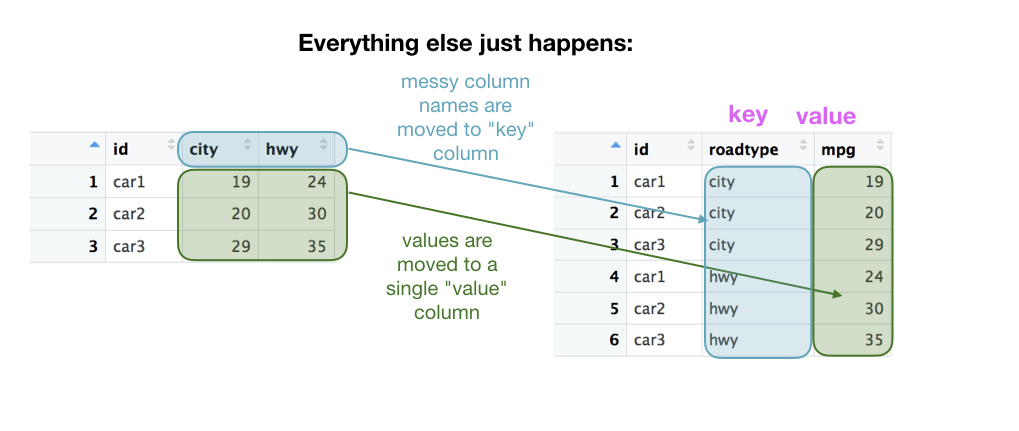 Everything else just happens:
messy column
names are
moved to "key"
column
key value
id city hwy
1 car1 19 24
2 car2 20 30
3 car3 29 35
values are
moved to a
single "value"
column
id roadtype mpg
1 car1 city 19
2 car2 city 20
3 car3 city 29
4 car1 hwy 24
5 car2 hwy 30
6 car3 hwy 35